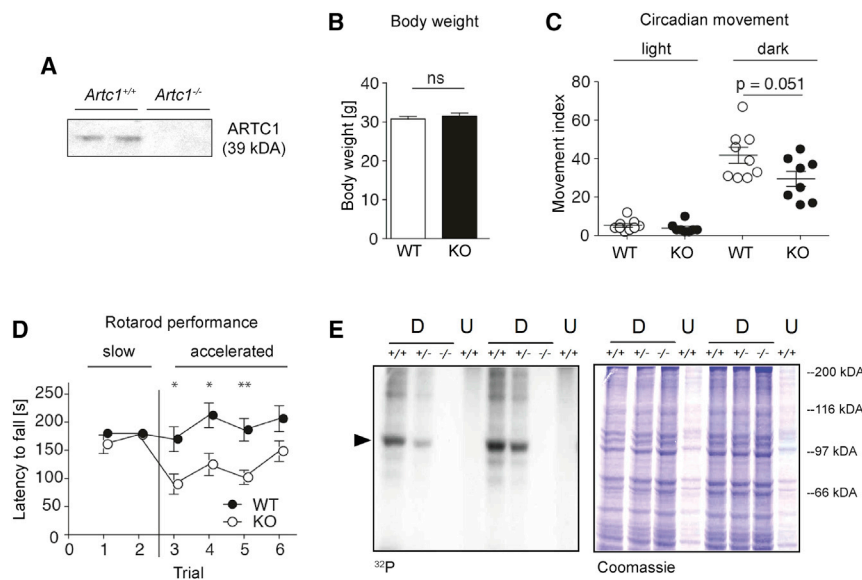 A
Artc1+/+ Artc1-/-
ARTC1
(39 kDA)
B
Body weight
ns
Body weight [g]
40
30
20
10
0
WT KO
C
Circadian movement
light dark
p = 0.051
Movement index
80
60
40
20
0
WT KO WT KO
D
Rotarod performance
slow accelerated
* * **
Latency to fall [s]
250
200
150
100
50
0
WT
KO
0 1 2 3 4 5 6
Trial
E
D U D U D U D U
+/+ +/- -/- +/+ +/+ +/- -/- +/+ +/+ +/- -/- +/+ +/+ +/- -/- +/+
--200 kDA
--116 kDA
--97 kDA
--66 kDA
32P
Coomassie